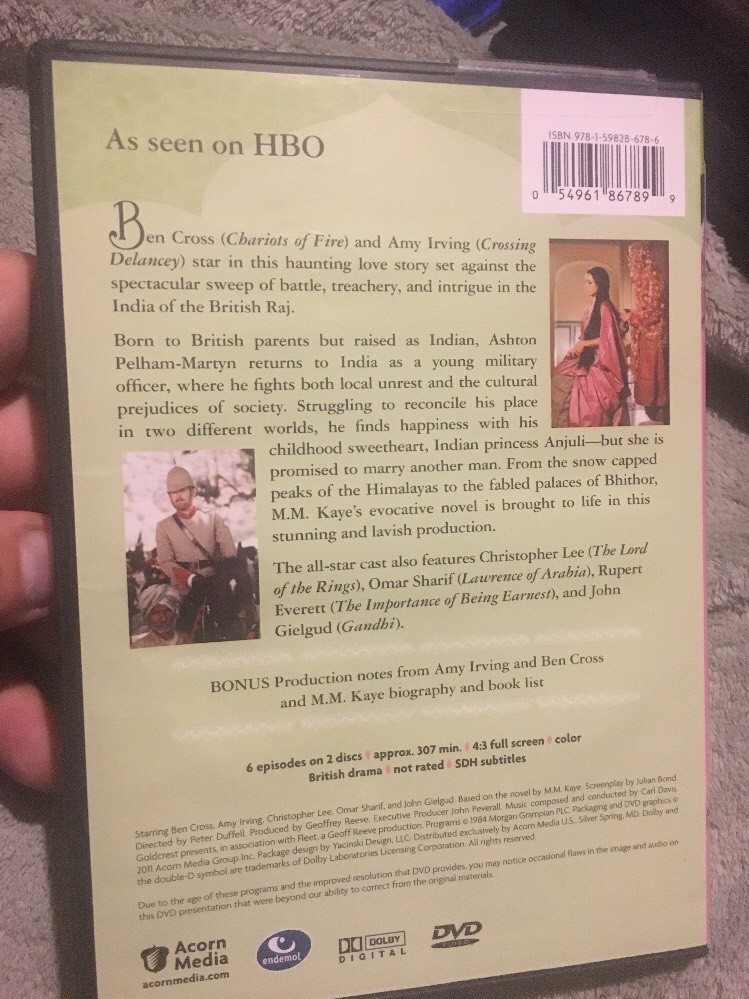 As seen on HBO
ISBN 978-1-59828-678-6
0 54961 86789 9
Ben Cross (Chariots of Fire) and Amy Irving (Crossing
Delancey) star in this haunting love story set against the
spectacular sweep of battle, treachery, and intrigue in the
India of the British Raj.
Born to British parents but raised as Indian, Ashton
Pelham-Martyn returns to India as a young military
officer, where he fights both local unrest and the cultural
prejudices of society. Struggling to reconcile his place
in two different worlds, he finds happiness with his
childhood sweetheart, Indian princess Anjuli—but she is
promised to marry another man. From the snow capped
peaks of the Himalayas to the fabled palaces of Bhithor,
M.M. Kaye's evocative novel is brought to life in this
stunning and lavish production.
The all-star cast also features Christopher Lee (The Lord
of the Rings), Omar Sharif (Lawrence of Arabia), Rupert
Everett (The Importance of Being Earnest), and John
Gielgud (Gandhi).
BONUS Production notes from Amy Irving and Ben Cross
and M.M. Kaye biography and book list
6 episodes on 2 discs approx. 307 min. 4:3 full screen color
British drama not rated SDH subtitles
Starring Ben Cross, Amy Irving, Christopher Lee, Omar Sharif, and John Gielgud. Based on the novel by M.M. Kaye. Screenplay by Julian Bond
Directed by Peter Duffell. Produced by Geoffrey Reeve. Executive Producer John Peverall. Music composed and conducted by Carl Davis
Goldcrest presents, in association with Fleet, a Geoff Reeve production. Programs © 1984 Morgan Grampian PLC. Packaging and DVD graphics ©
2011 Acorn Media Group Inc. Package design by Yacinski Design, LLC. Distributed exclusively by Acorn Media U.S., Silver Spring, MD. Dolby and
the double-D symbol are trademarks of Dolby Laboratories Licensing Corporation. All rights reserved.
Due to the age of these programs and the improved resolution that DVD provides, you may notice occasional flaws in the image and audio on
this DVD presentation that were beyond our ability to correct from the original materials.
Acorn
Media
acornmedia.com
endemol
DOLBY
DIGITAL
DVD
VIDEO